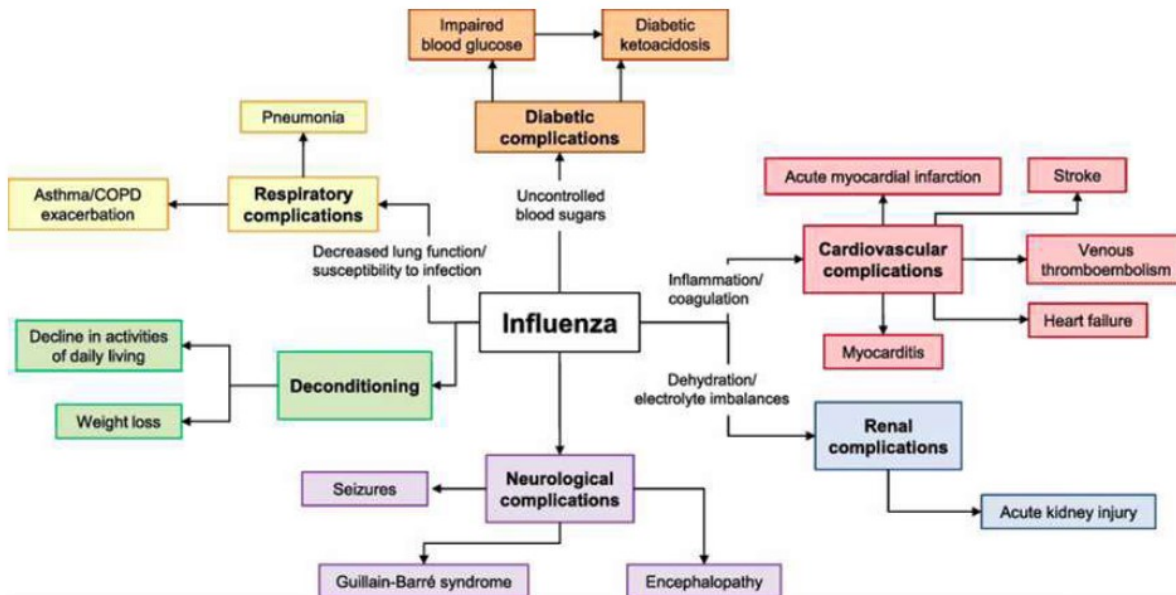 Impaired
blood glucose
Diabetic
ketoacidosis
Diabetic
complications
Uncontrolled
blood sugars
Pneumonia
Asthma/COPD
exacerbation
Respiratory
complications
Decreased lung function/
susceptibility to infection
Acute myocardial infarction
Stroke
Cardiovascular
complications
Venous
thromboembolism
Heart failure
Myocarditis
Inflammation/
coagulation
Influenza
Decline in activities
of daily living
Deconditioning
Weight loss
Dehydration/
electrolyte imbalances
Renal
complications
Acute kidney injury
Neurological
complications
Seizures
Guillain-Barré syndrome
Encephalopathy